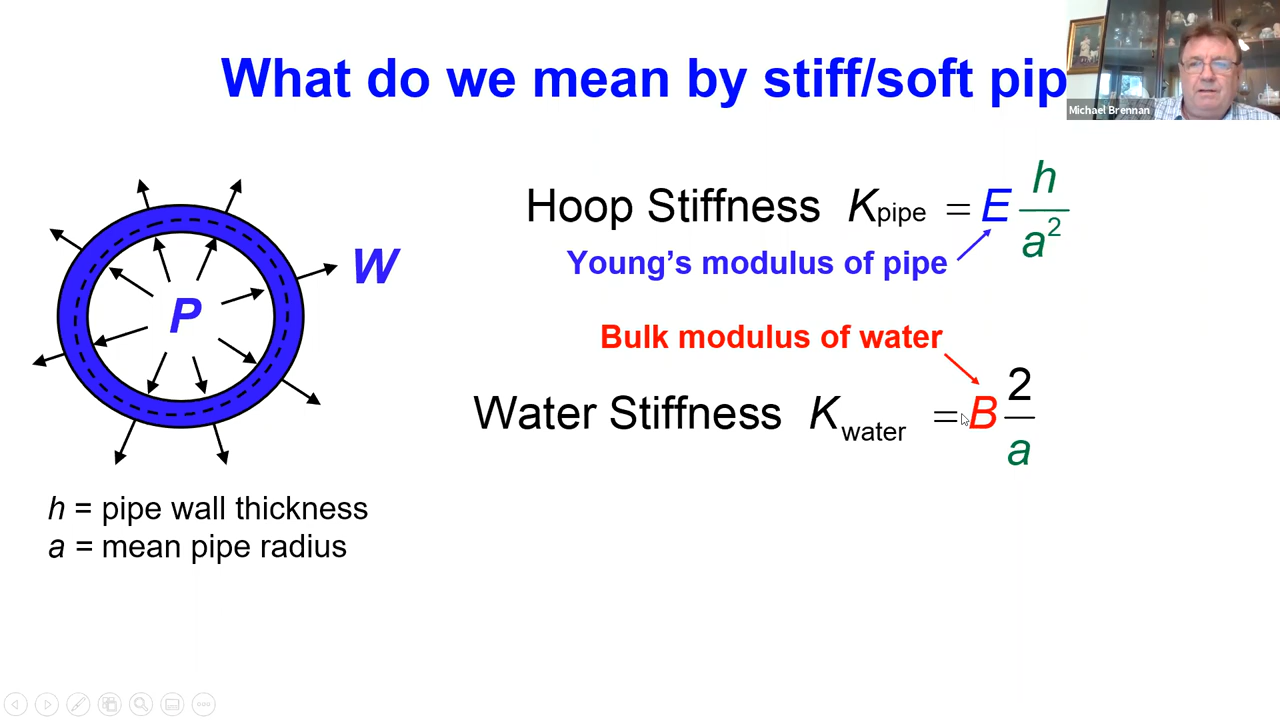 What do we mean by stiff/soft pip
Michael Brennan
Hoop Stiffness Kpipe = E h/a²
Young's modulus of pipe
W
P
Bulk modulus of water
Water Stiffness Kwater = B 2/a
h = pipe wall thickness
a = mean pipe radius